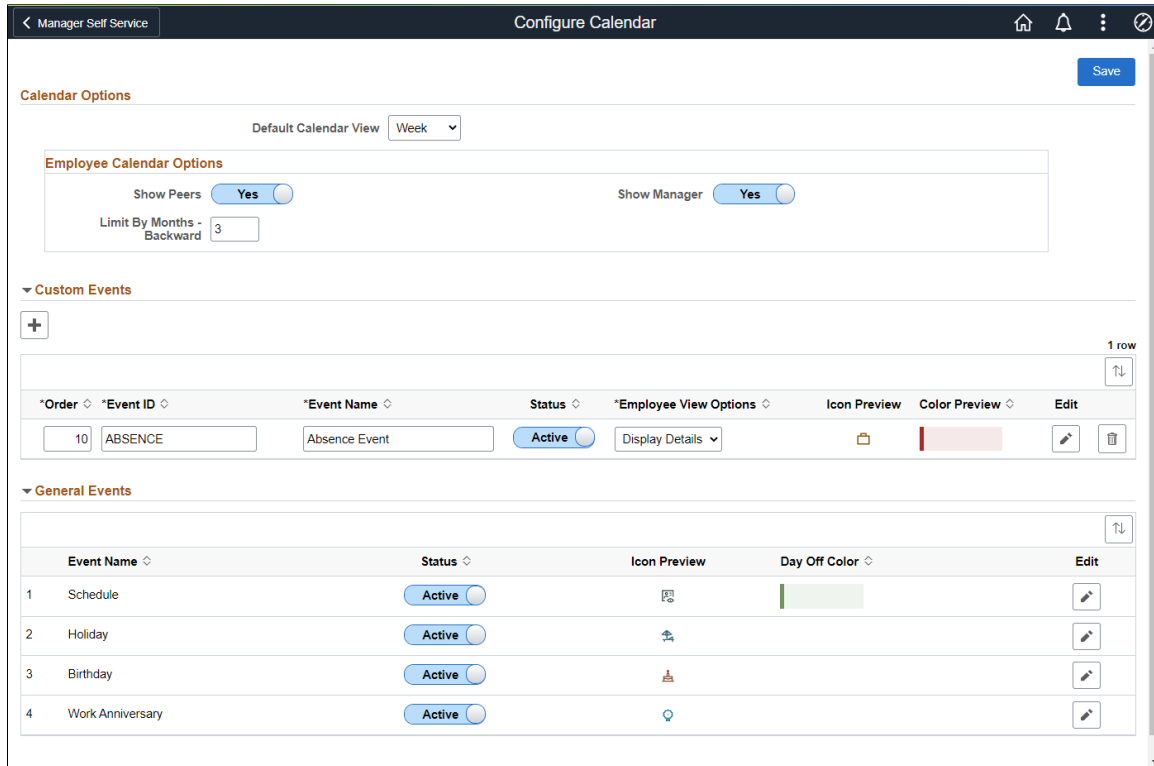 Manager Self Service Configure Calendar
Save
Calendar Options
Default Calendar View Week
Employee Calendar Options
Show Peers Yes Show Manager Yes
Limit By Months -
Backward 3
Custom Events
1 row
*Order *Event ID *Event Name Status *Employee View Options Icon Preview Color Preview Edit
10 ABSENCE Absence Event Active Display Details
General Events
Event Name Status Icon Preview Day Off Color Edit
1 Schedule Active
2 Holiday Active
3 Birthday Active
4 Work Anniversary Active